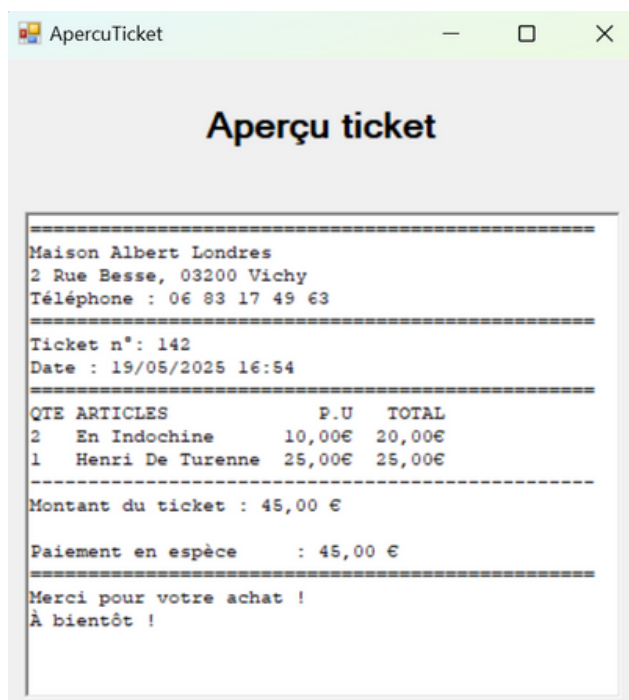 ApercuTicket
Aperçu ticket
=================================================
Maison Albert Londres
2 Rue Besse, 03200 Vichy
Téléphone : 06 83 17 49 63
=================================================
Ticket n°: 142
Date : 19/05/2025 16:54
=================================================
QTE ARTICLES             P.U   TOTAL
2   En Indochine      10,00€  20,00€
1   Henri De Turenne  25,00€  25,00€
-------------------------------------------------
Montant du ticket : 45,00 €
Paiement en espèce     : 45,00 €
=================================================
Merci pour votre achat !
À bientôt !